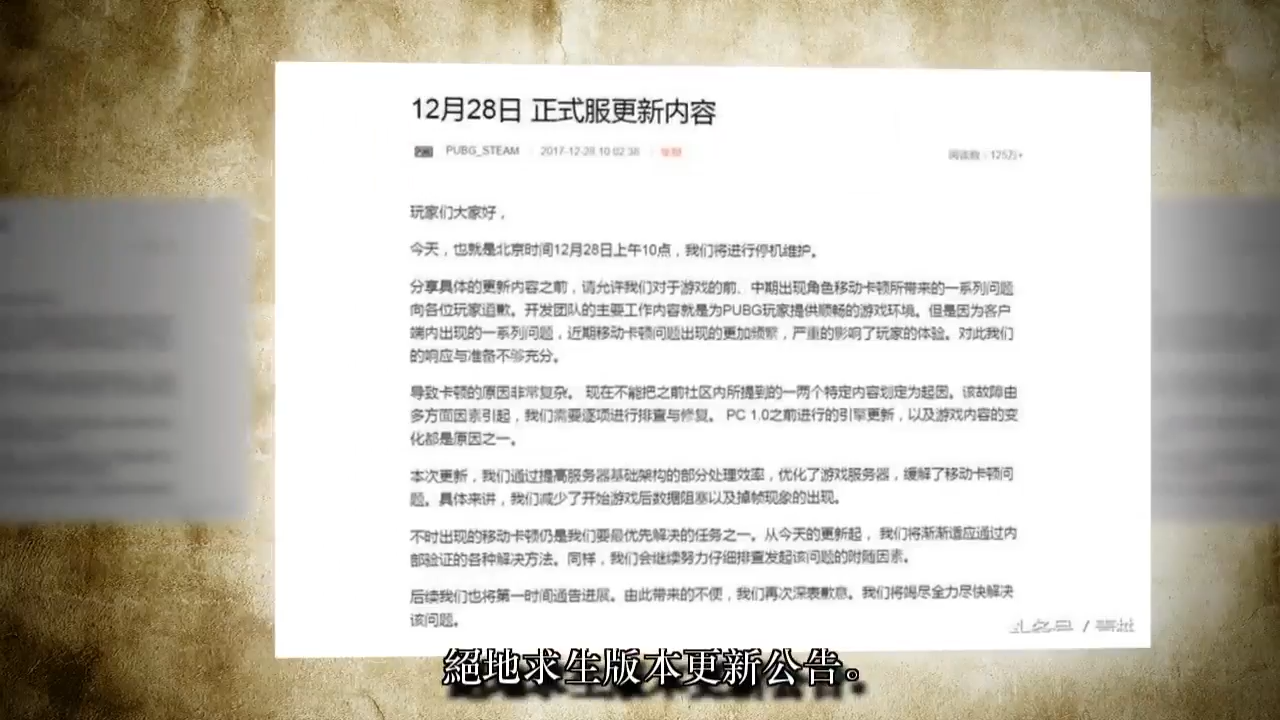 12月28日 正式服更新内容
PUBG_STEAM 2017-12-28 10:02:38
阅读数：125万+
玩家们大家好，
今天，也就是北京时间12月28日上午10点，我们将进行停机维护。
分享具体的更新内容之前，请允许我们对于游戏的前、中期出现角色移动卡顿所带来的一系列问题
向各位玩家道歉。开发团队的主要工作内容就是为PUBG玩家提供顺畅的游戏环境。但是因为客户
端内出现的一系列问题，近期移动卡顿问题出现的更加频繁，严重的影响了玩家的体验。对此我们
的响应与准备不够充分。
导致卡顿的原因非常复杂。 现在不能把之前社区内所提到的一两个特定内容划定为起因。该故障由
多方面因素引起，我们需要逐项进行排查与修复。 PC 1.0之前进行的引擎更新，以及游戏内容的变
化都是原因之一。
本次更新，我们通过提高服务器基础架构的部分处理效率，优化了游戏服务器，缓解了移动卡顿问
题。具体来讲，我们减少了开始游戏后数据阻塞以及掉帧现象的出现。
不时出现的移动卡顿仍是我们要最优先解决的任务之一。从今天的更新起， 我们将渐渐适应通过内
部验证的各种解决方法。同样，我们会继续努力仔细排查发起该问题的附随因素。
后续我们也将第一时间通告进展。由此带来的不便，我们再次深表歉意。我们将竭尽全力尽快解决
该问题。
絕地求生版本更新公告。